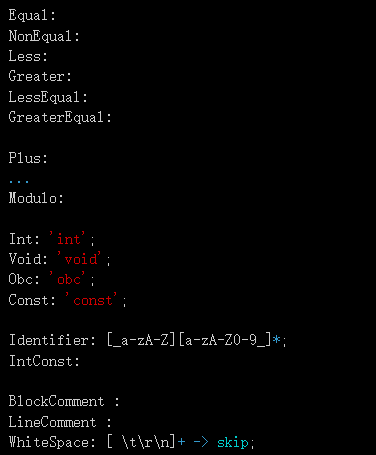 Equal:
NonEqual:
Less:
Greater:
LessEqual:
GreaterEqual:
Plus:
...
Modulo:
Int: 'int';
Void: 'void';
Obc: 'obc';
Const: 'const';
Identifier: [_a-zA-Z][a-zA-Z0-9_]*;
IntConst:
BlockComment :
LineComment :
WhiteSpace: [ \t\r\n]+ -> skip;